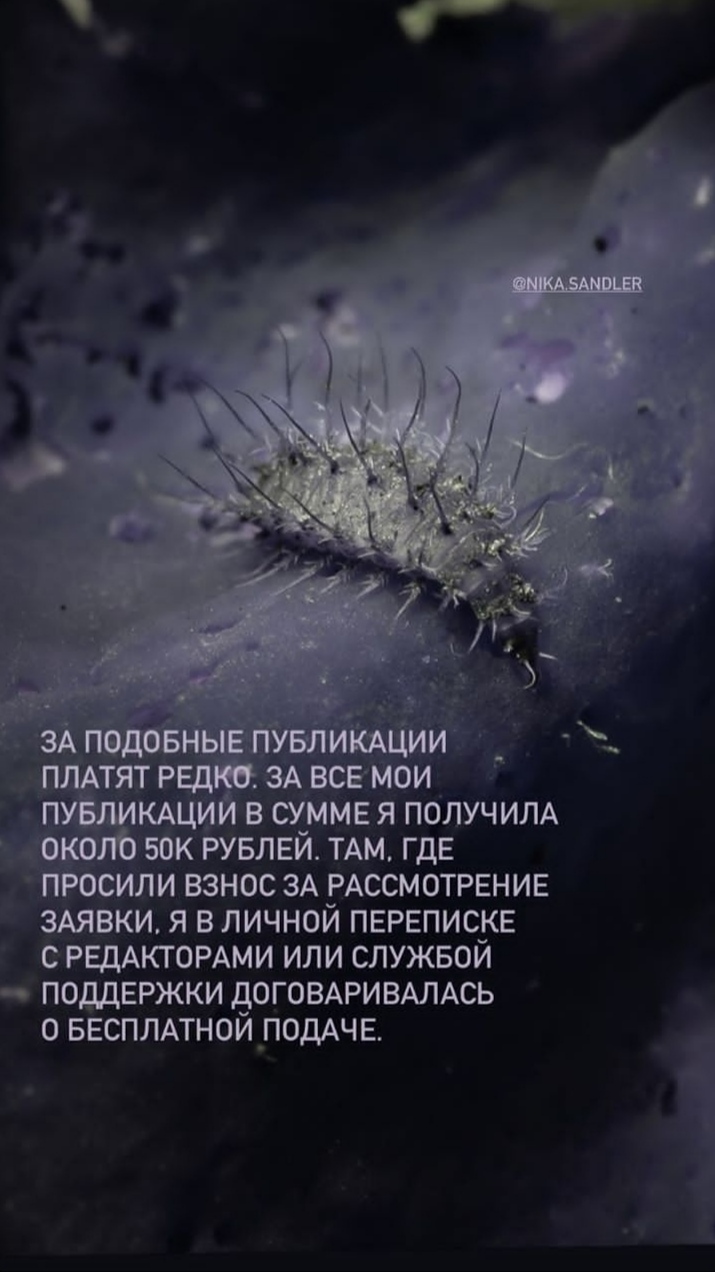 @NIKA.SANDLER
ЗА ПОДОБНЫЕ ПУБЛИКАЦИИ
ПЛАТЯТ РЕДКО. ЗА ВСЕ МОИ
ПУБЛИКАЦИИ В СУММЕ Я ПОЛУЧИЛА
ОКОЛО 50К РУБЛЕЙ. ТАМ, ГДЕ
ПРОСИЛИ ВЗНОС ЗА РАССМОТРЕНИЕ
ЗАЯВКИ, Я В ЛИЧНОЙ ПЕРЕПИСКЕ
С РЕДАКТОРАМИ ИЛИ СЛУЖБОЙ
ПОДДЕРЖКИ ДОГОВАРИВАЛАСЬ
О БЕСПЛАТНОЙ ПОДАЧЕ.